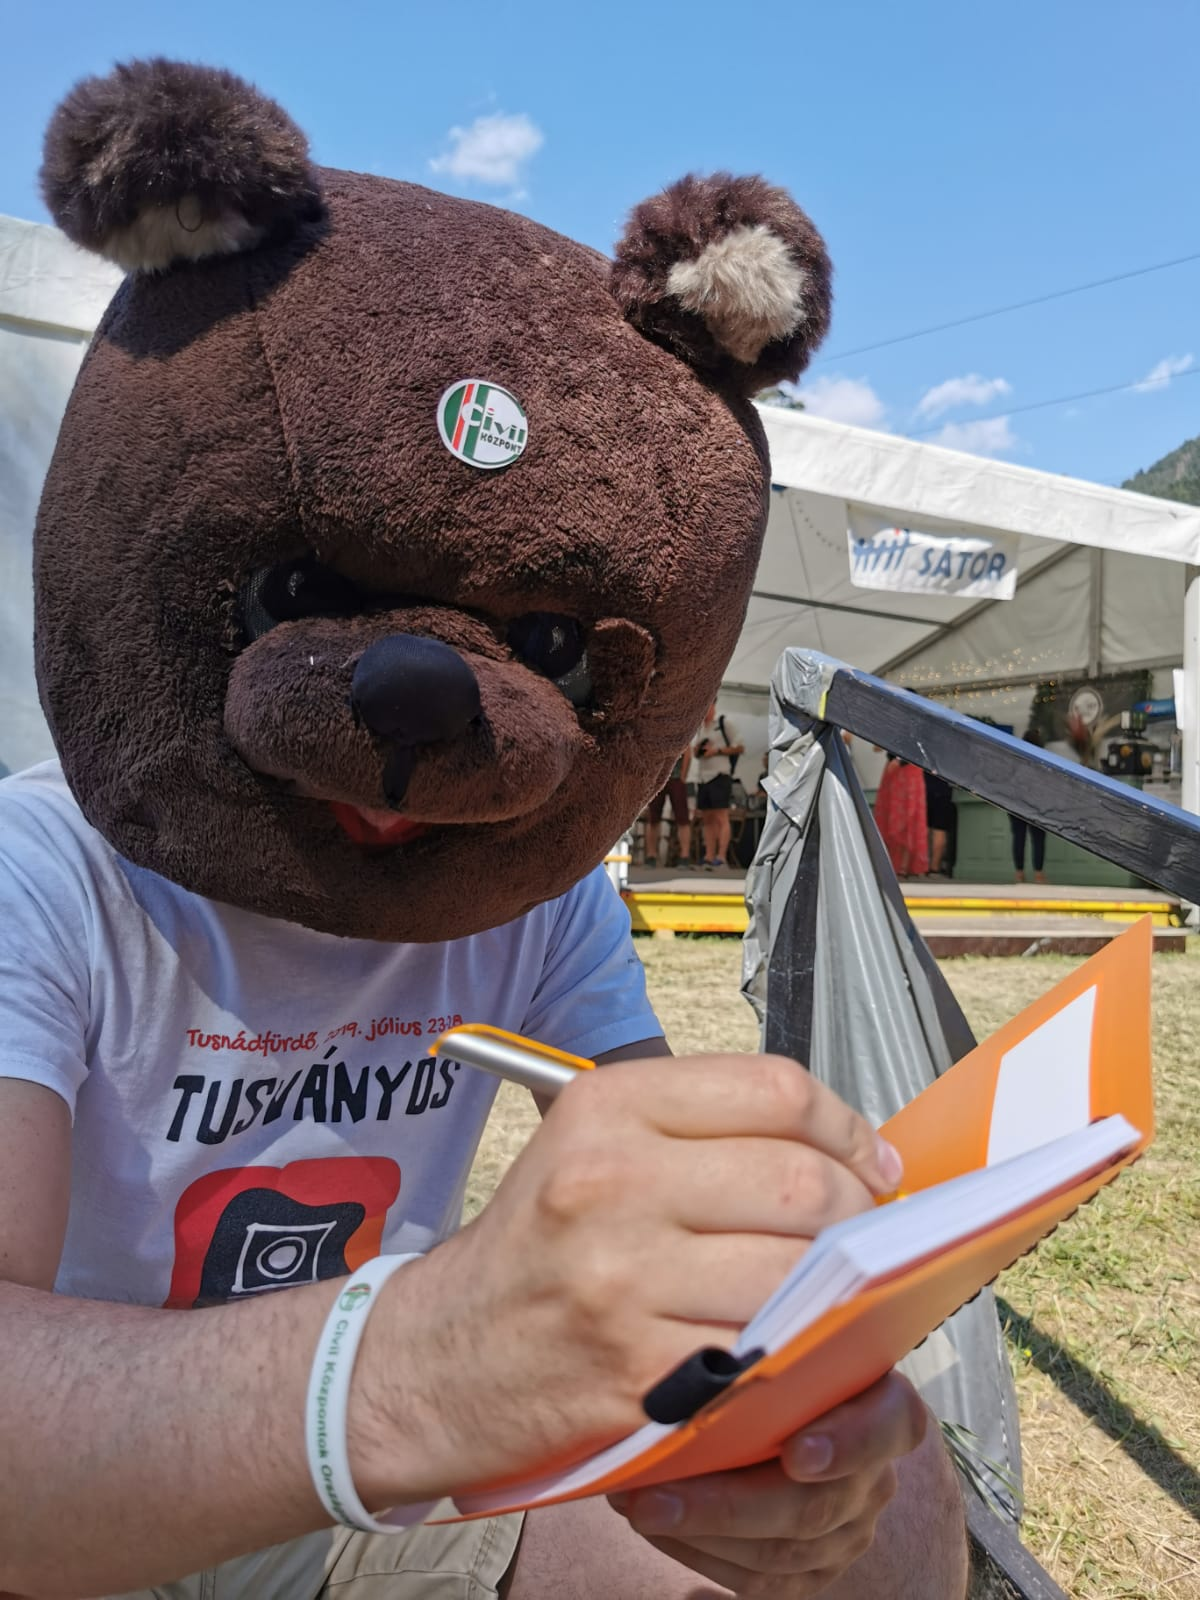 Civil
KÖZPONT
SÁTOR
Tusnádfürdő, 2019. július 23-28
TUSVÁNYOS
Civil Központok